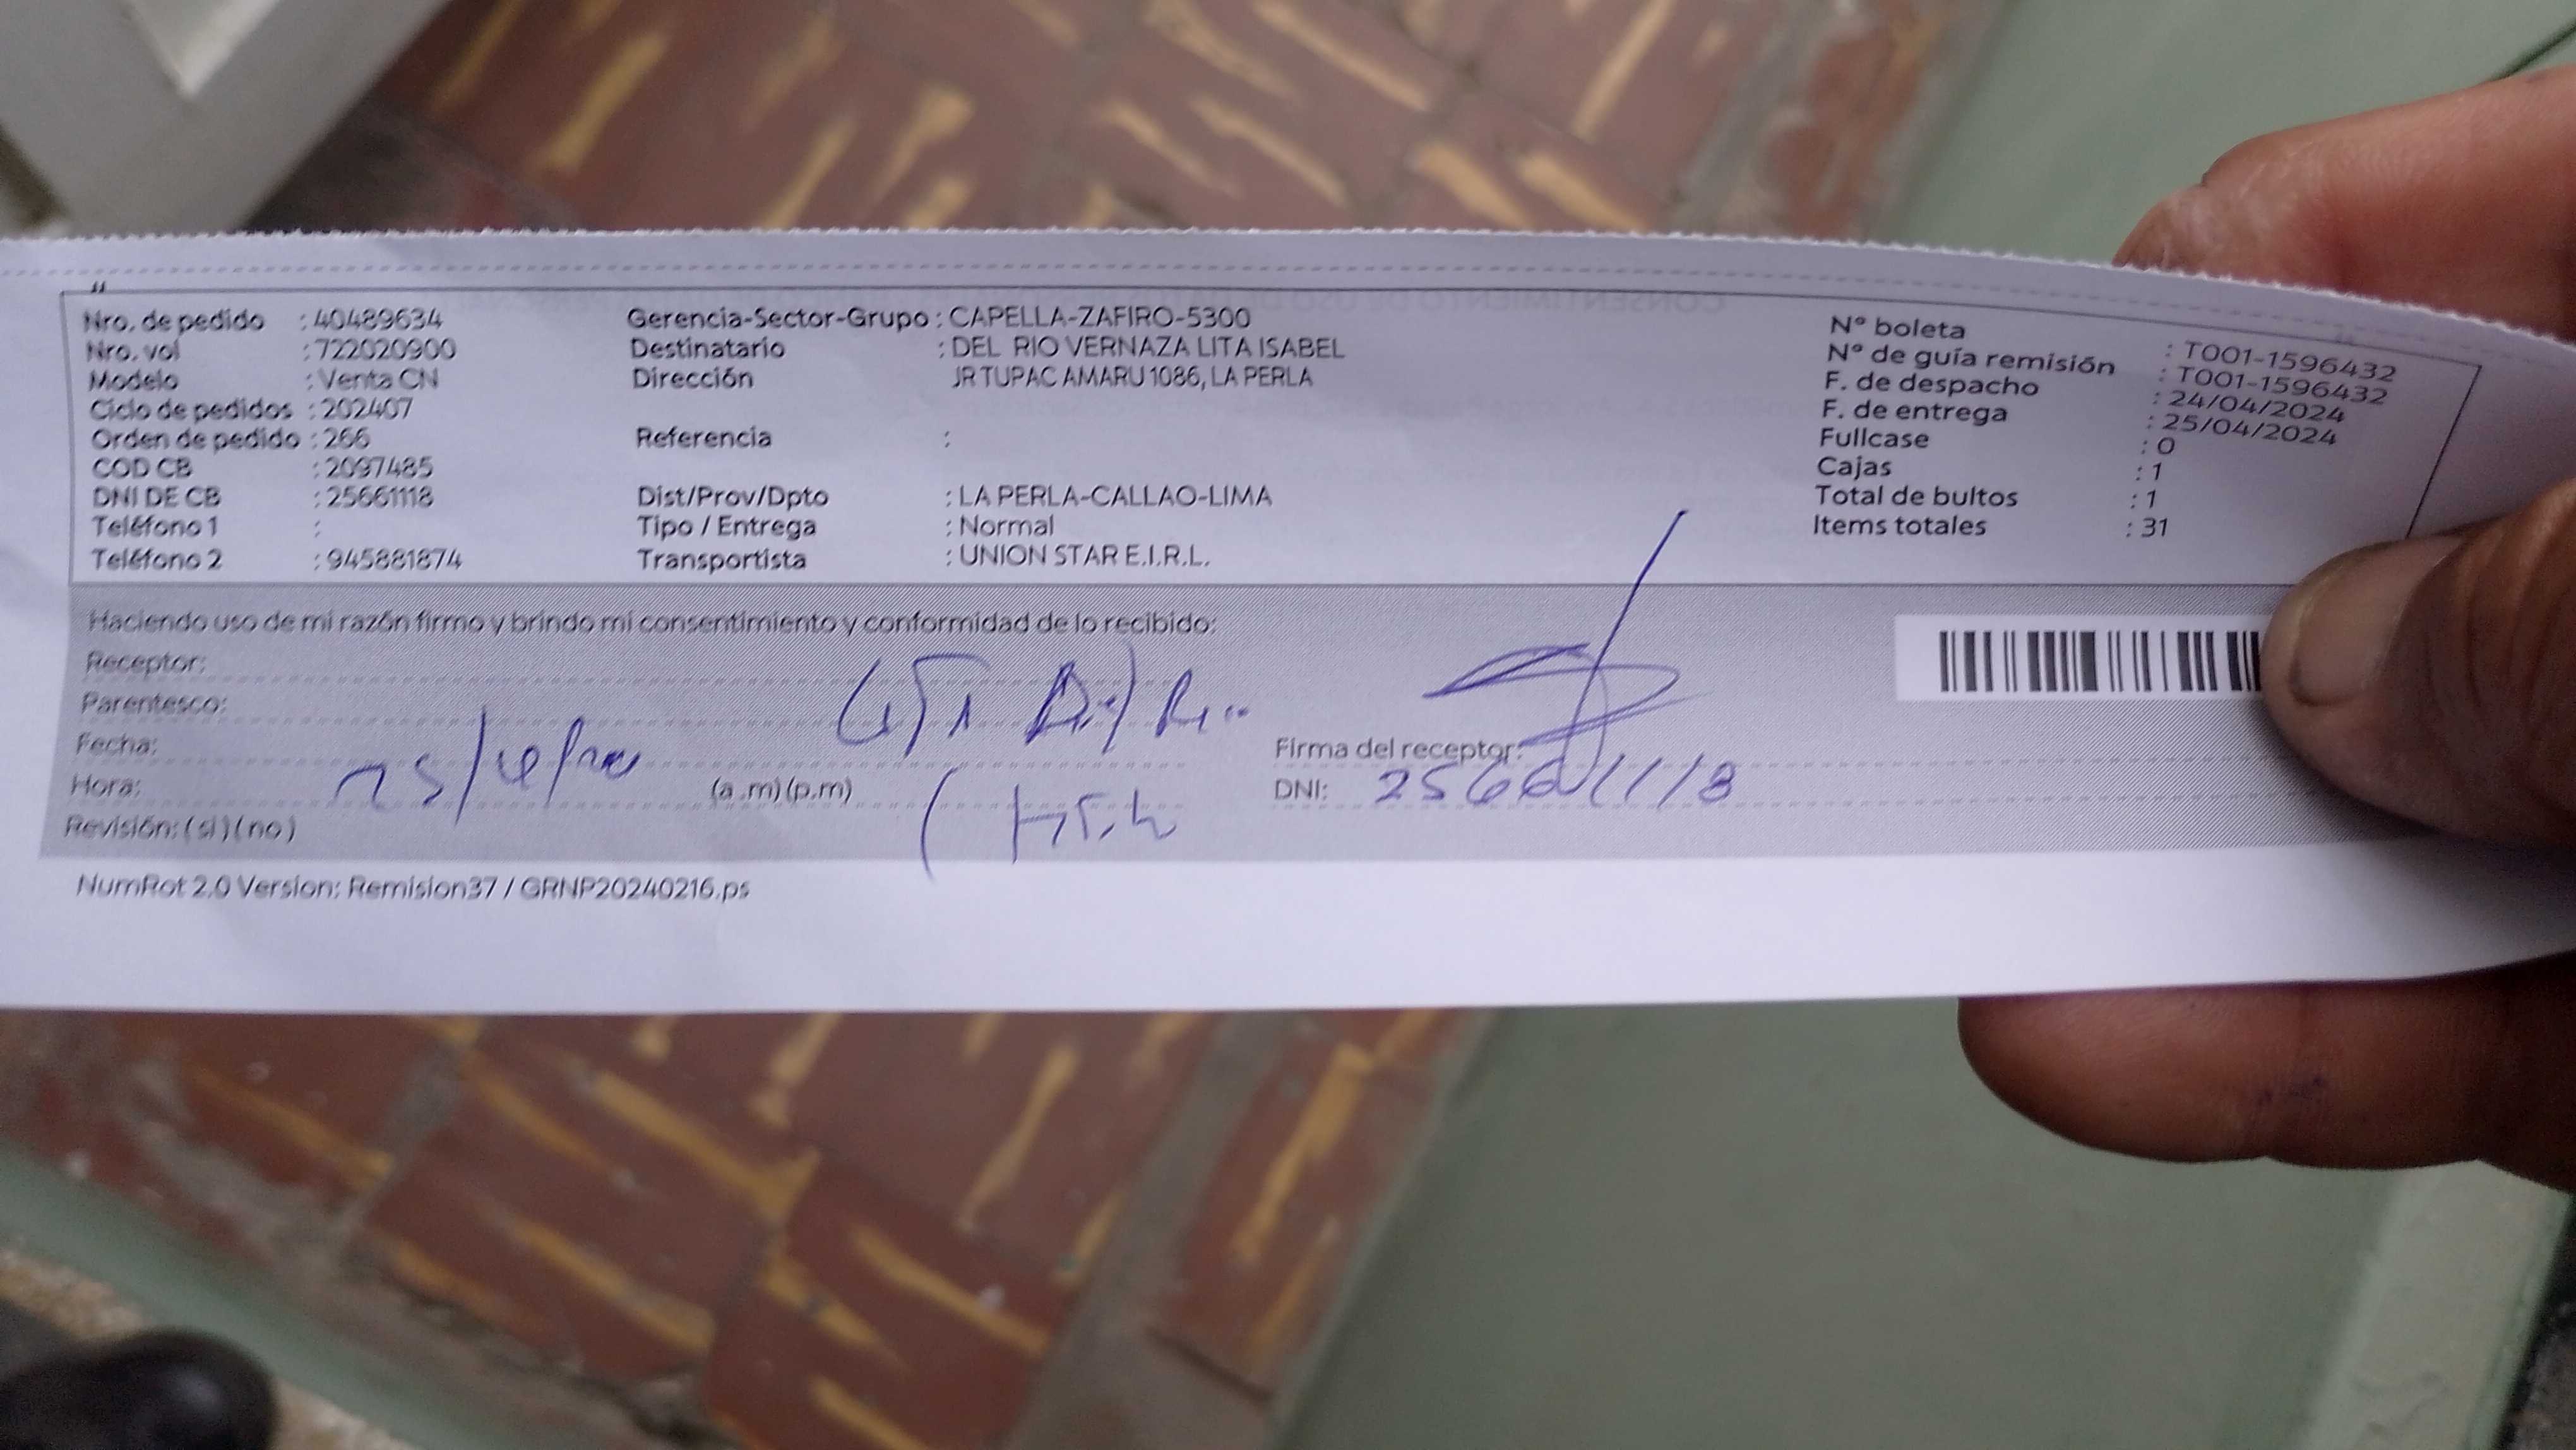 Nro. de pedido : 40489634
Nro. vol : 722020900
Modelo : Venta CN
Ciclo de pedidos : 202407
Orden de pedido : 266
COD CB : 2097485
DNI DE CB : 25661118
Teléfono 1 :
Teléfono 2 : 945881874
Gerencia-Sector-Grupo : CAPELLA-ZAFIRO-5300
Destinatario : DEL RIO VERNAZA LITA ISABEL
Dirección JR TUPAC AMARU 1086, LA PERLA
Referencia :
Dist/Prov/Dpto : LA PERLA-CALLAO-LIMA
Tipo / Entrega : Normal
Transportista : UNION STAR E.I.R.L.
N° boleta : T001-1596432
N° de guía remisión : T001-1596432
F. de despacho : 24/04/2024
F. de entrega : 25/04/2024
Fullcase : 0
Cajas : 1
Total de bultos : 1
Items totales : 31
Haciendo uso de mi razón firmo y brindo mi consentimiento y conformidad de lo recibido:
Receptor:
Parentesco:
Fecha:
Hora: (a.m) (p.m)
Revisión: (si) (no)
Firma del receptor:
DNI: 25661118
NumRot 2.0 Version: Remision37 / GRNP20240216.ps